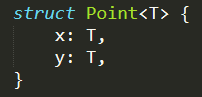 struct Point<T> {
    x: T,
    y: T,
}